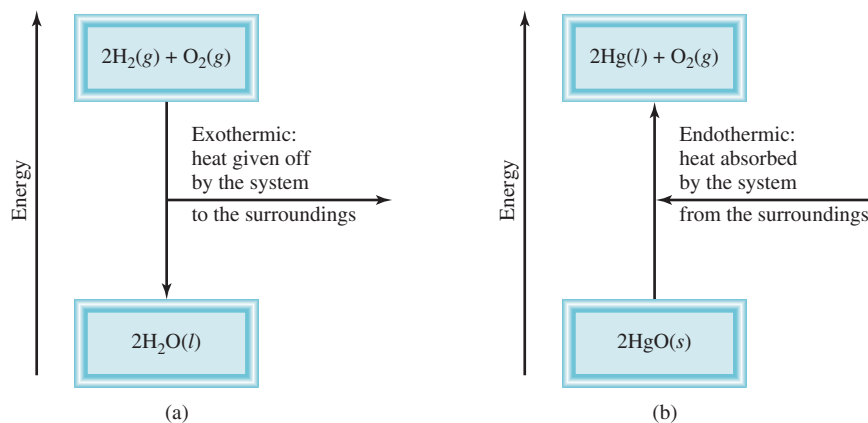 Energy
2H₂(g) + O₂(g)
Exothermic:
heat given off
by the system
to the surroundings
2H₂O(l)
(a)
Energy
2Hg(l) + O₂(g)
Endothermic:
heat absorbed
by the system
from the surroundings
2HgO(s)
(b)